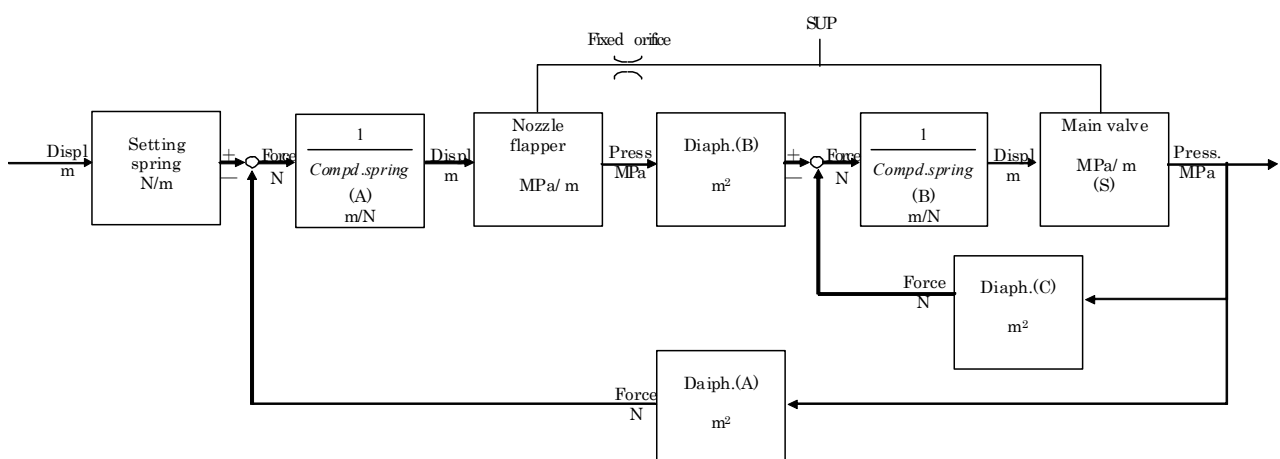 SUP
Fixed orifice
Displ
m
Setting
spring
N/m
+
−
Force
N
1
Compd.spring
(A)
m/N
Displ
m
Nozzle
flapper
MPa/ m
Press
MPa
Diaph.(B)
m²
+
−
Force
N
1
Compd.spring
(B)
m/N
Displ
m
Main valve
MPa/ m
(S)
Press.
MPa
Force
N
Diaph.(C)
m²
Force
N
Daiph.(A)
m²